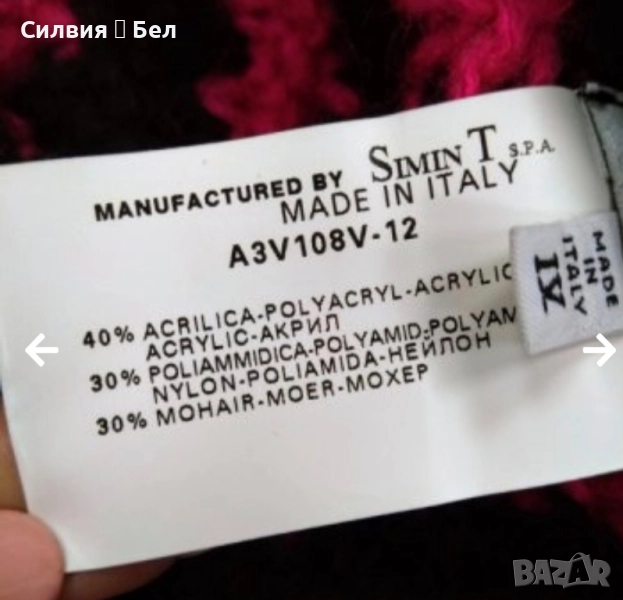 Силвия Бел
MANUFACTURED BY SIMIN T S.P.A.
MADE IN ITALY
A3V108V-12
40% ACRILICA-POLYACRYL-ACRYLIC
ACRYLIC-АКРИЛ
30% POLIAMMIDICA-POLYAMID-POLYAM
NYLON-POLIAMIDA-НЕЙЛОН
30% MOHAIR-MOER-МОХЕР
MADE
IN
ITALY
IV
BAZAR